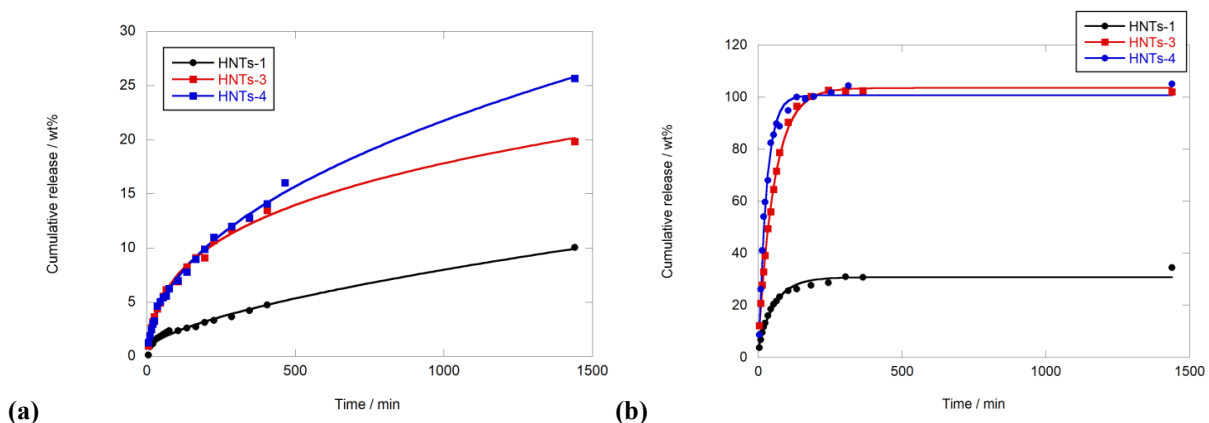 30
25
20
15
10
5
0
Cumulative release / wt%
HNTs-1
HNTs-3
HNTs-4
0
500
1000
1500
Time / min
(a)
120
100
80
60
40
20
0
Cumulative release / wt%
HNTs-1
HNTs-3
HNTs-4
0
500
1000
1500
Time / min
(b)